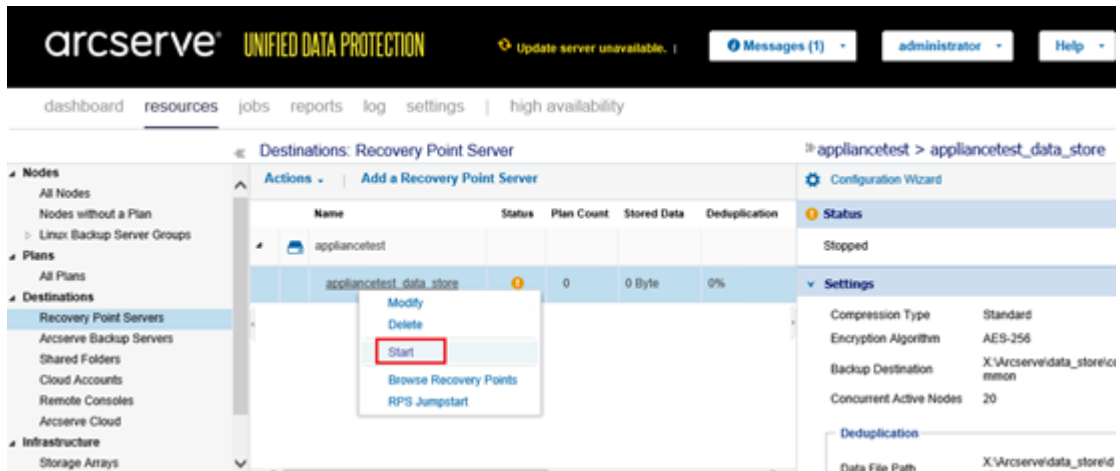 arcserve® UNIFIED DATA PROTECTION
Update server unavailable. |
Messages (1)
administrator
Help
dashboard resources jobs reports log settings | high availability
Destinations: Recovery Point Server
appliancetest > appliancetest_data_store
Nodes
All Nodes
Nodes without a Plan
Linux Backup Server Groups
Plans
All Plans
Destinations
Recovery Point Servers
Arcserve Backup Servers
Shared Folders
Cloud Accounts
Remote Consoles
Arcserve Cloud
Infrastructure
Storage Arrays
Actions | Add a Recovery Point Server
Name Status Plan Count Stored Data Deduplication
appliancetest
appliancetest_data_store 0 0 Byte 0%
Modify
Delete
Start
Browse Recovery Points
RPS Jumpstart
Configuration Wizard
Status
Stopped
Settings
Compression Type Standard
Encryption Algorithm AES-256
Backup Destination X:\Arcserve\data_store\co
mmon
Concurrent Active Nodes 20
Deduplication
Data File Path X:\Arcserve\data_store\d